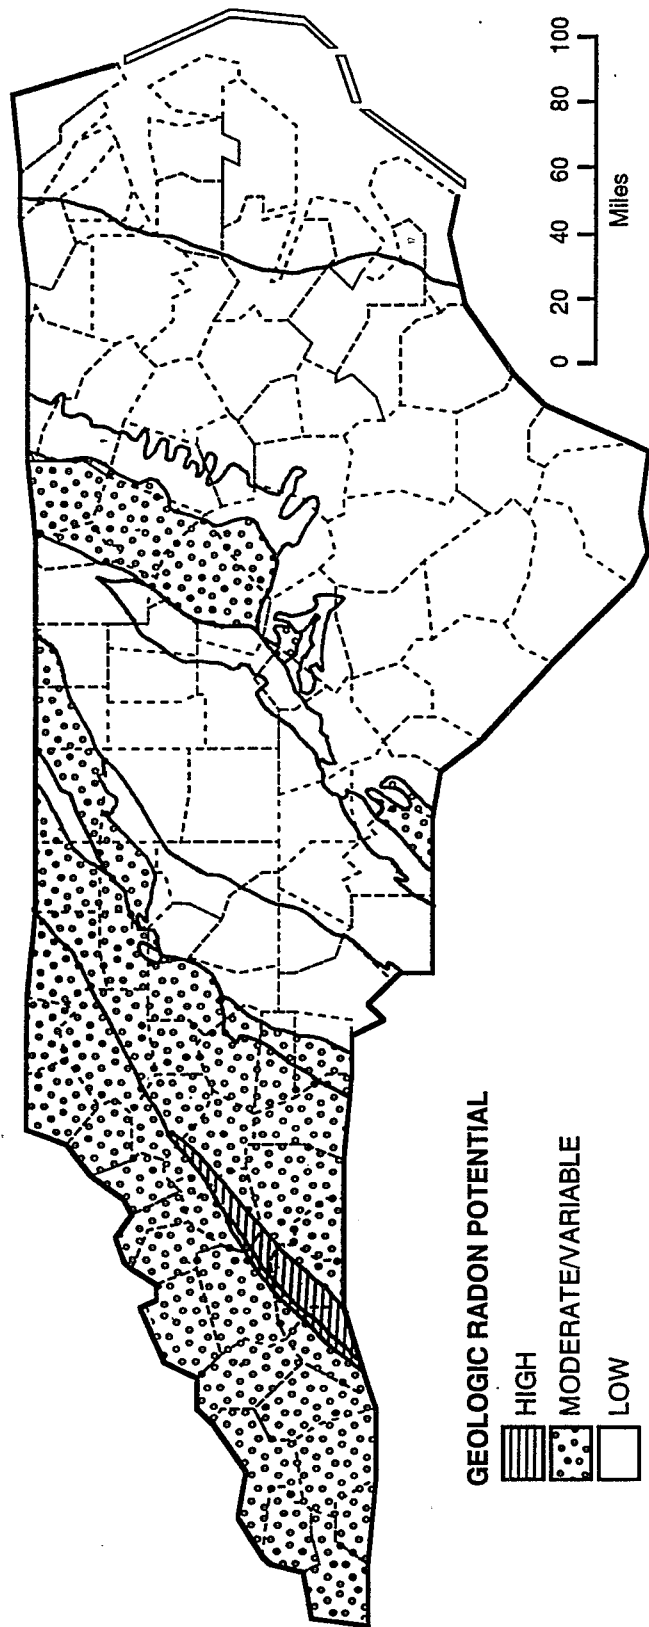 GEOLOGIC RADON POTENTIAL
HIGH
MODERATE/VARIABLE
LOW
0 20 40 60 80 100
Miles